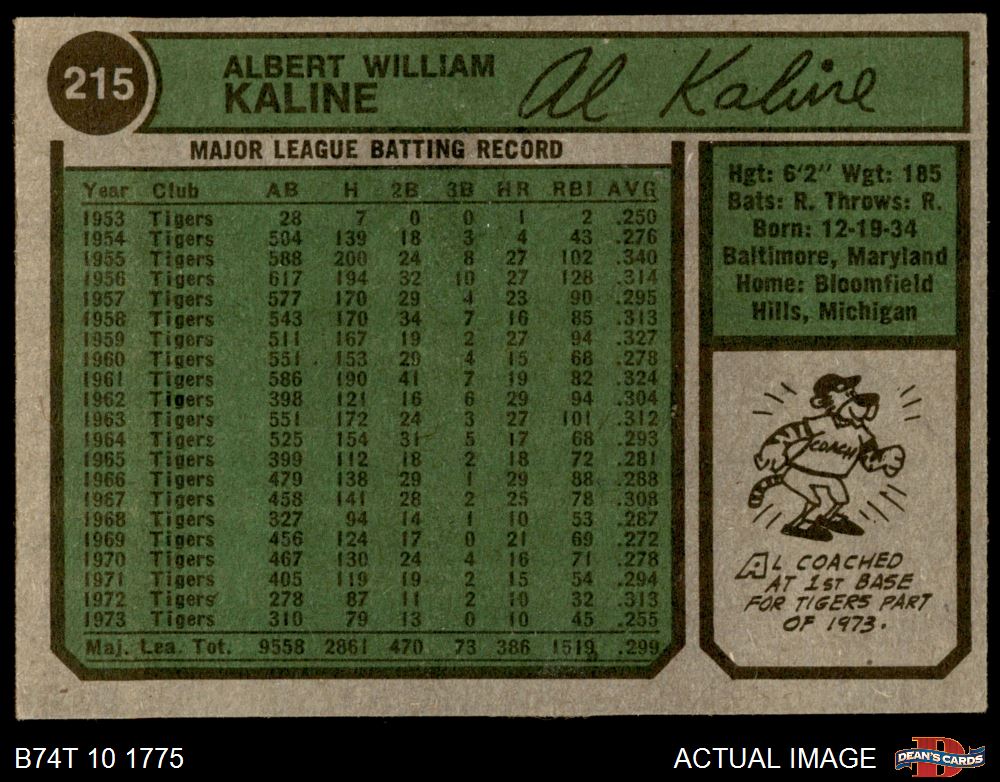 215
ALBERT WILLIAM
KALINE
Al Kaline
MAJOR LEAGUE BATTING RECORD
Year Club AB H 2B 3B HR RBI AVG
1953 Tigers 28 7 0 0 1 2 .250
1954 Tigers 504 139 18 3 4 43 .276
1955 Tigers 588 200 24 8 27 102 .340
1956 Tigers 617 194 32 10 27 128 .314
1957 Tigers 577 170 29 4 23 90 .295
1958 Tigers 543 170 34 7 16 85 .313
1959 Tigers 511 167 19 2 27 94 .327
1960 Tigers 551 153 29 4 15 68 .278
1961 Tigers 586 190 41 7 19 82 .324
1962 Tigers 398 121 16 6 29 94 .304
1963 Tigers 551 172 24 3 27 101 .312
1964 Tigers 525 154 31 5 17 68 .293
1965 Tigers 399 112 18 2 18 72 .281
1966 Tigers 479 138 29 1 29 88 .288
1967 Tigers 458 141 28 2 25 78 .308
1968 Tigers 327 94 14 1 10 53 .287
1969 Tigers 456 124 17 0 21 69 .272
1970 Tigers 467 130 24 4 16 71 .278
1971 Tigers 405 119 19 2 15 54 .294
1972 Tigers 278 87 11 2 10 32 .313
1973 Tigers 310 79 13 0 10 45 .255
Maj. Lea. Tot. 9558 2861 470 73 386 1519 .299
Hgt: 6'2" Wgt: 185
Bats: R. Throws: R.
Born: 12-19-34
Baltimore, Maryland
Home: Bloomfield
Hills, Michigan
COACH
AL COACHED
AT 1ST BASE
FOR TIGERS PART
OF 1973.
B74T 10 1775
ACTUAL IMAGE
D
DEAN'S CARDS